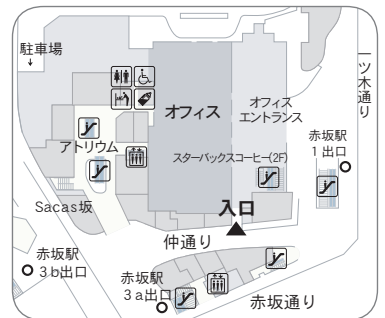 駐車場
↓
一ツ木通り
オフィス
オフィス
エントランス
アトリウム
スターバックスコーヒー(2F)
赤坂駅
1出口
Sacas坂
入口
仲通り
赤坂駅
3b出口
赤坂駅
3a出口
赤坂通り